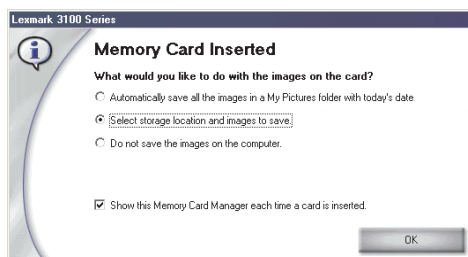 Lexmark 3100 Series
Memory Card Inserted
What would you like to do with the images on the card?
Automatically save all the images in a My Pictures folder with today's date
Select storage location and images to save.
Do not save the images on the computer.
Show this Memory Card Manager each time a card is inserted.
OK